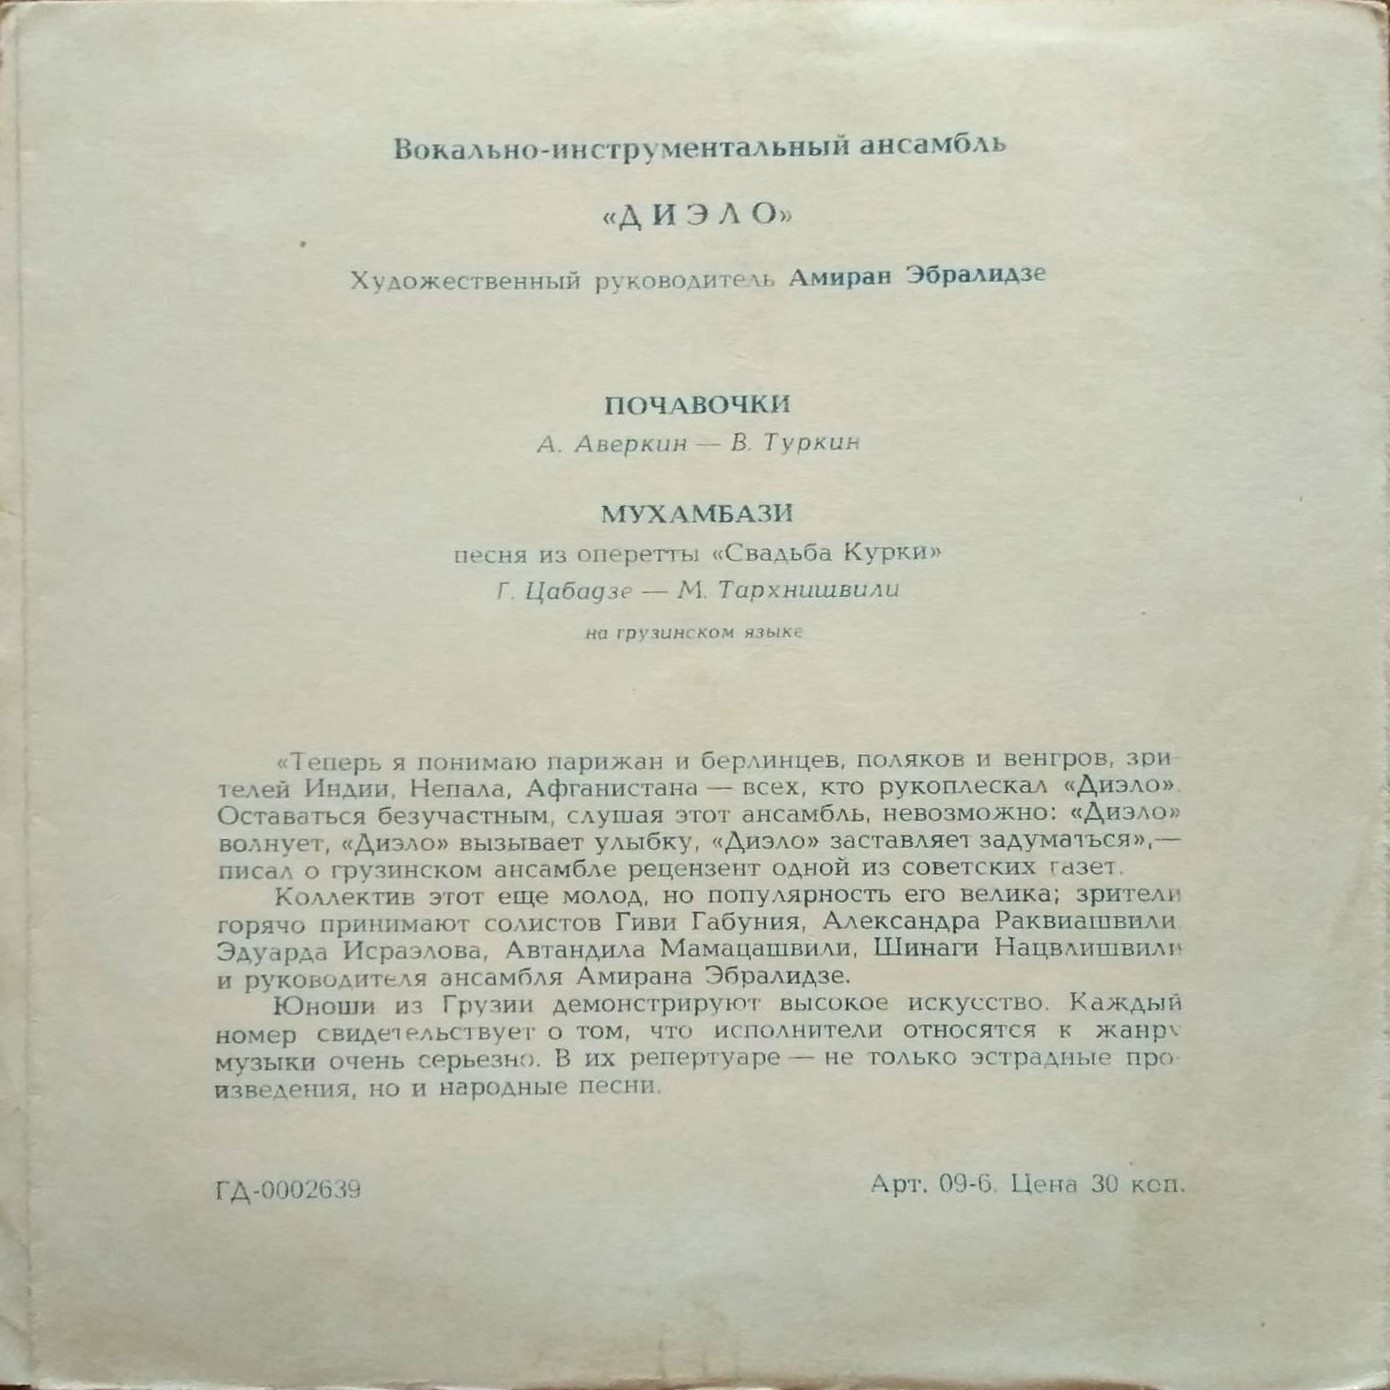 Вокально-инструментальный ансамбль
«ДИЭЛО»
Художественный руководитель Амиран Эбралидзе
ПОЧАВОЧКИ
А. Аверкин — В. Туркин
МУХАМБАЗИ
песня из оперетты «Свадьба Курки»
Г. Цабадзе — М. Тархнишвили
на грузинском языке
«Теперь я понимаю парижан и берлинцев, поляков и венгров, зри-
телей Индии, Непала, Афганистана — всех, кто рукоплескал «Диэло».
Оставаться безучастным, слушая этот ансамбль, невозможно: «Диэло»
волнует, «Диэло» вызывает улыбку, «Диэло» заставляет задуматься»,—
писал о грузинском ансамбле рецензент одной из советских газет.
Коллектив этот еще молод, но популярность его велика; зрители
горячо принимают солистов Гиви Габуния, Александра Раквиашвили
Эдуарда Исраэлова, Автандила Мамацашвили, Шинаги Нацвлишвили
и руководителя ансамбля Амирана Эбралидзе.
Юноши из Грузии демонстрируют высокое искусство. Каждый
номер свидетельствует о том, что исполнители относятся к жанру
музыки очень серьезно. В их репертуаре — не только эстрадные про-
изведения, но и народные песни.
ГД-0002639
Арт. 09-6. Цена 30 коп.